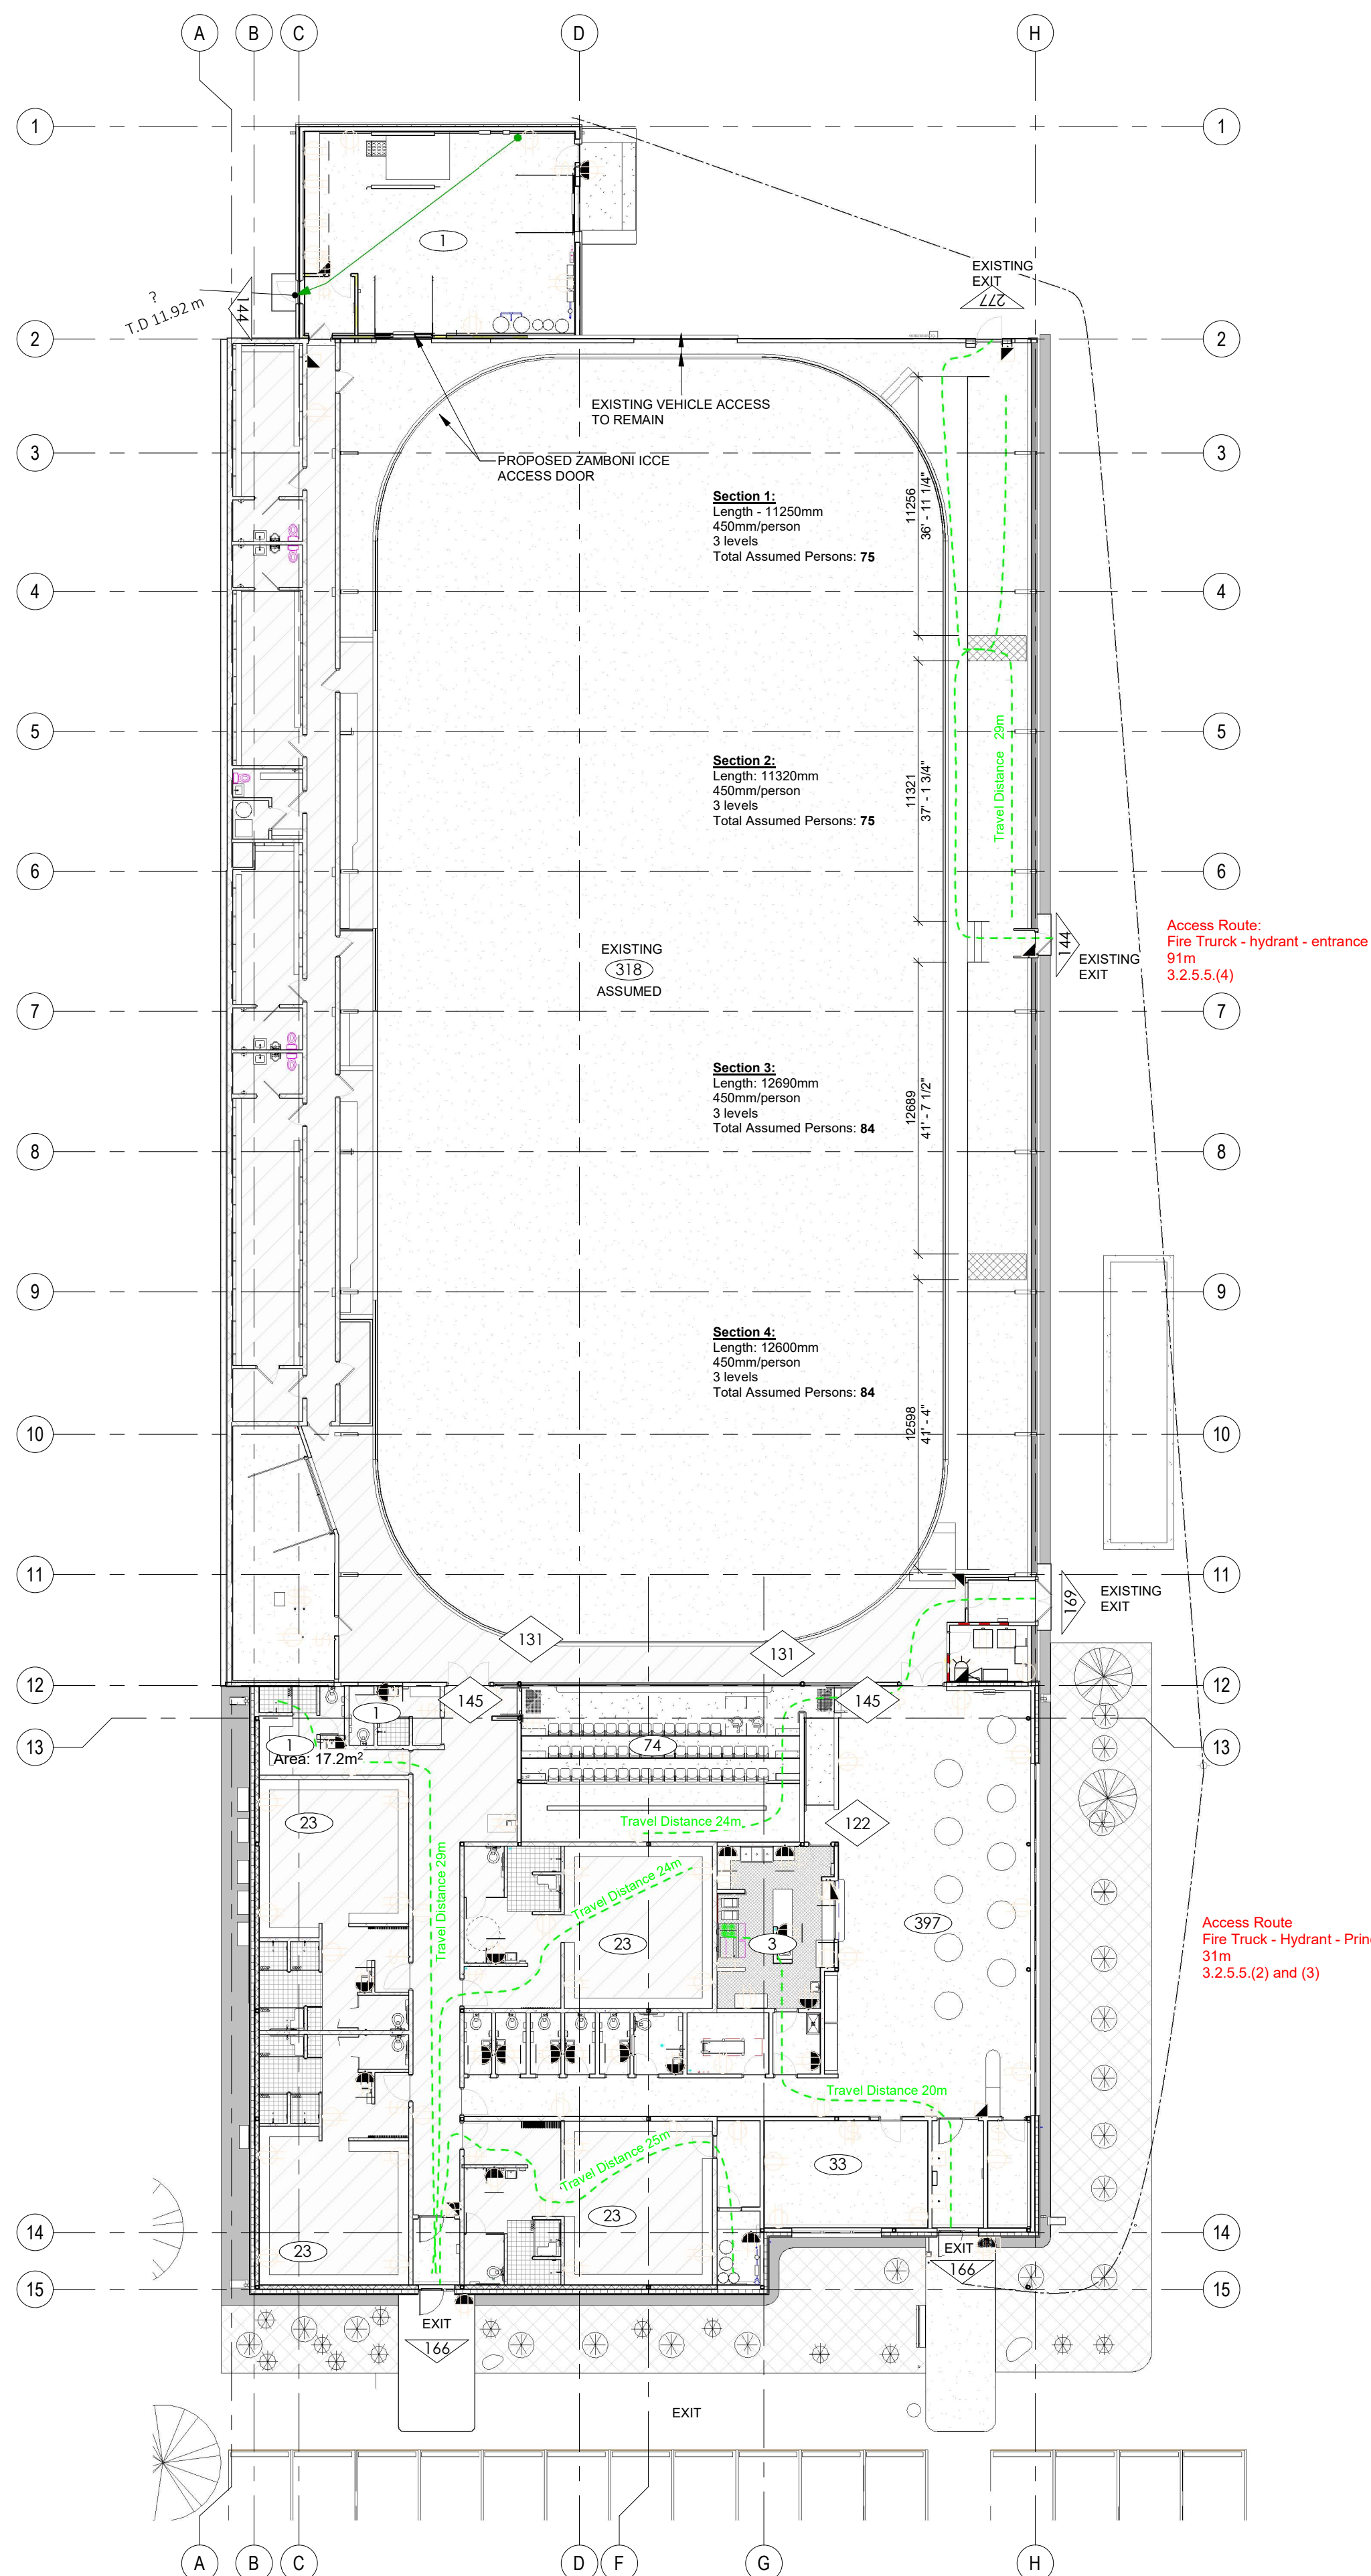 A B C D H
1 1
1
?
T.D 11.92 m
144
EXISTING
EXIT
277
2 2
EXISTING VEHICLE ACCESS
TO REMAIN
3 3
PROPOSED ZAMBONI ICCE
ACCESS DOOR
Section 1:
Length - 11250mm
450mm/person
3 levels
Total Assumed Persons: 75
11256
36' - 11 1/4"
4 4
5 5
Travel Distance 29m
Section 2:
Length: 11320mm
450mm/person
3 levels
Total Assumed Persons: 75
11321
37' - 1 3/4"
6 6
EXISTING
318
ASSUMED
144
EXISTING
EXIT
Access Route:
Fire Trurck - hydrant - entrance
91m
3.2.5.5.(4)
7 7
Section 3:
Length: 12690mm
450mm/person
3 levels
Total Assumed Persons: 84
12689
41' - 7 1/2"
8 8
9 9
Section 4:
Length: 12600mm
450mm/person
3 levels
Total Assumed Persons: 84
12598
41' - 4"
10 10
11 11
169
EXISTING
EXIT
131 131
12 12
145 145
1
13 13
1
Area: 17.2m²
74
23
Travel Distance 24m
122
Travel Distance 29m
Travel Distance 24m
23
3
397
Access Route
Fire Truck - Hydrant - Prin
31m
3.2.5.5.(2) and (3)
Travel Distance 20m
Travel Distance 25m
33
23
23
14 14
EXIT
166
15 15
EXIT
166
EXIT
A B C D F G H